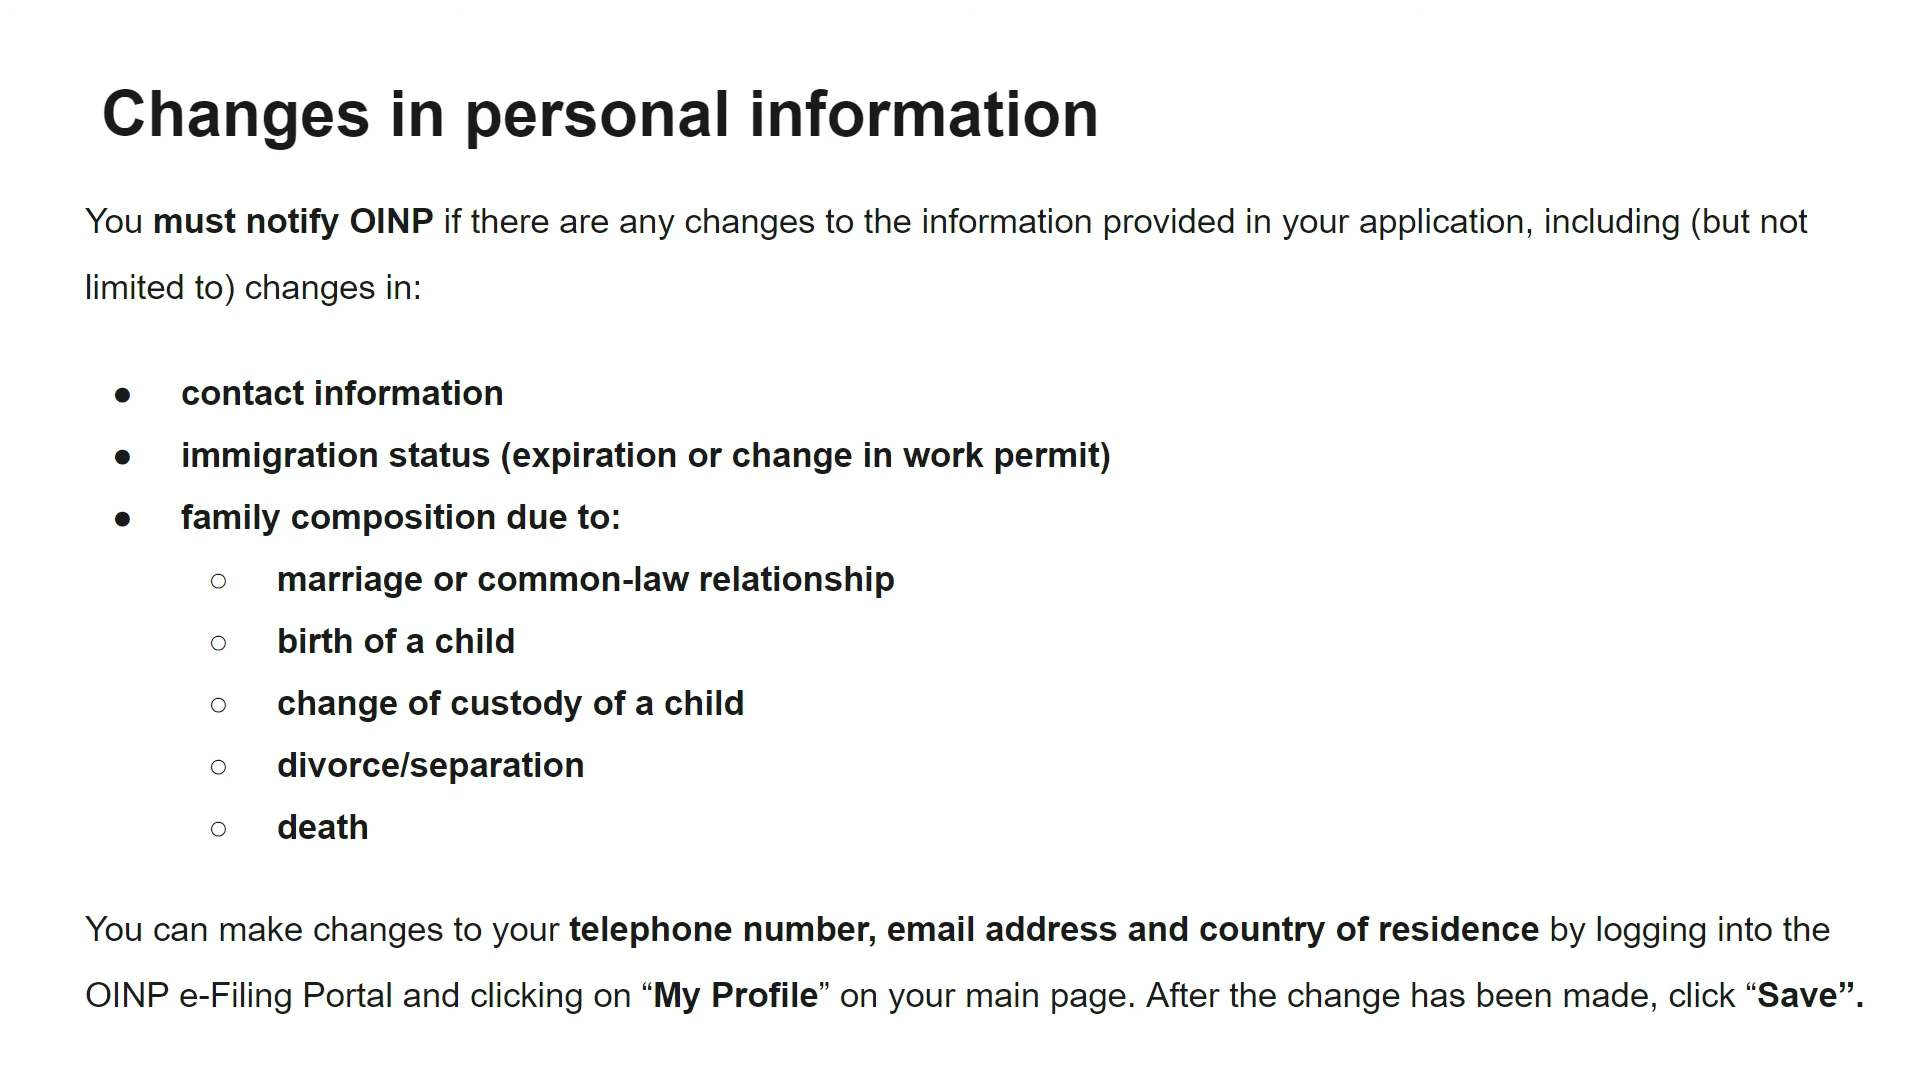 Changes in personal information
You must notify OINP if there are any changes to the information provided in your application, including (but not
limited to) changes in:
● contact information
● immigration status (expiration or change in work permit)
● family composition due to:
○ marriage or common-law relationship
○ birth of a child
○ change of custody of a child
○ divorce/separation
○ death
You can make changes to your telephone number, email address and country of residence by logging into the
OINP e-Filing Portal and clicking on “My Profile” on your main page. After the change has been made, click “Save”.